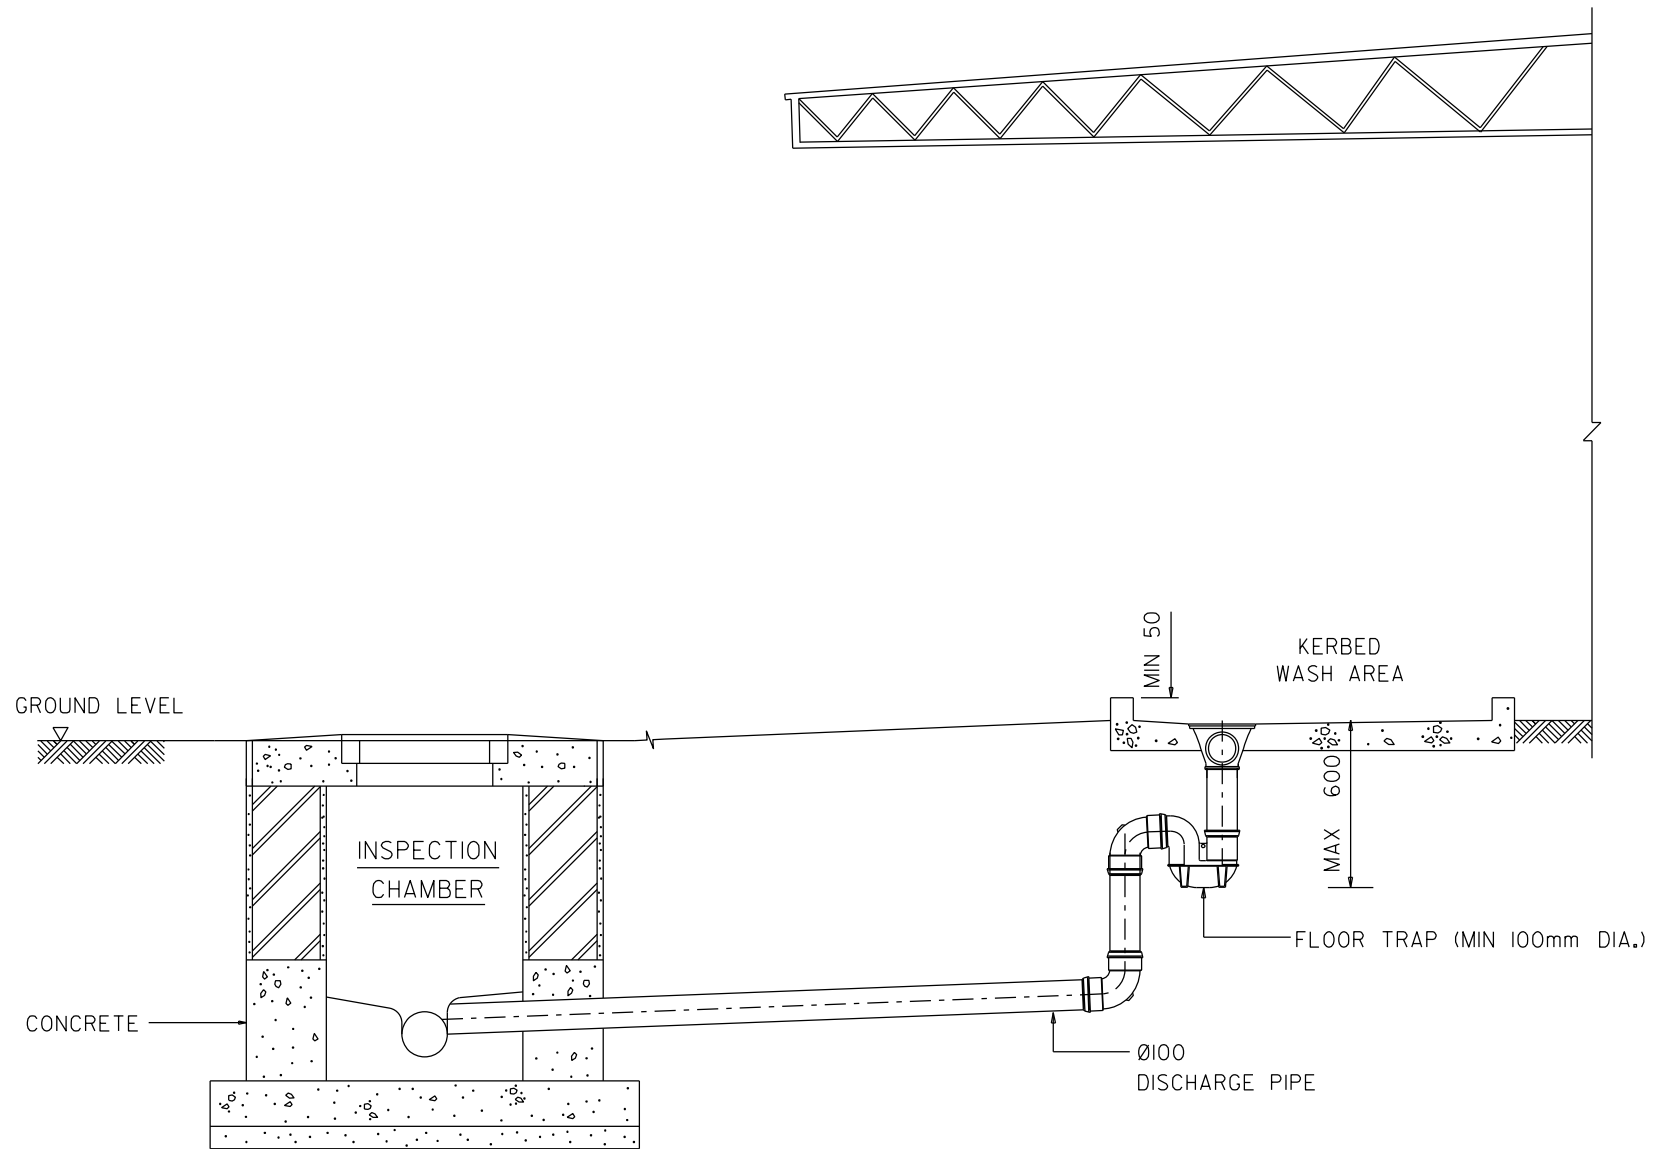 MIN 50
KERBED
WASH AREA
GROUND LEVEL
MAX 600
INSPECTION
CHAMBER
FLOOR TRAP (MIN 100mm DIA.)
CONCRETE
Ø100
DISCHARGE PIPE